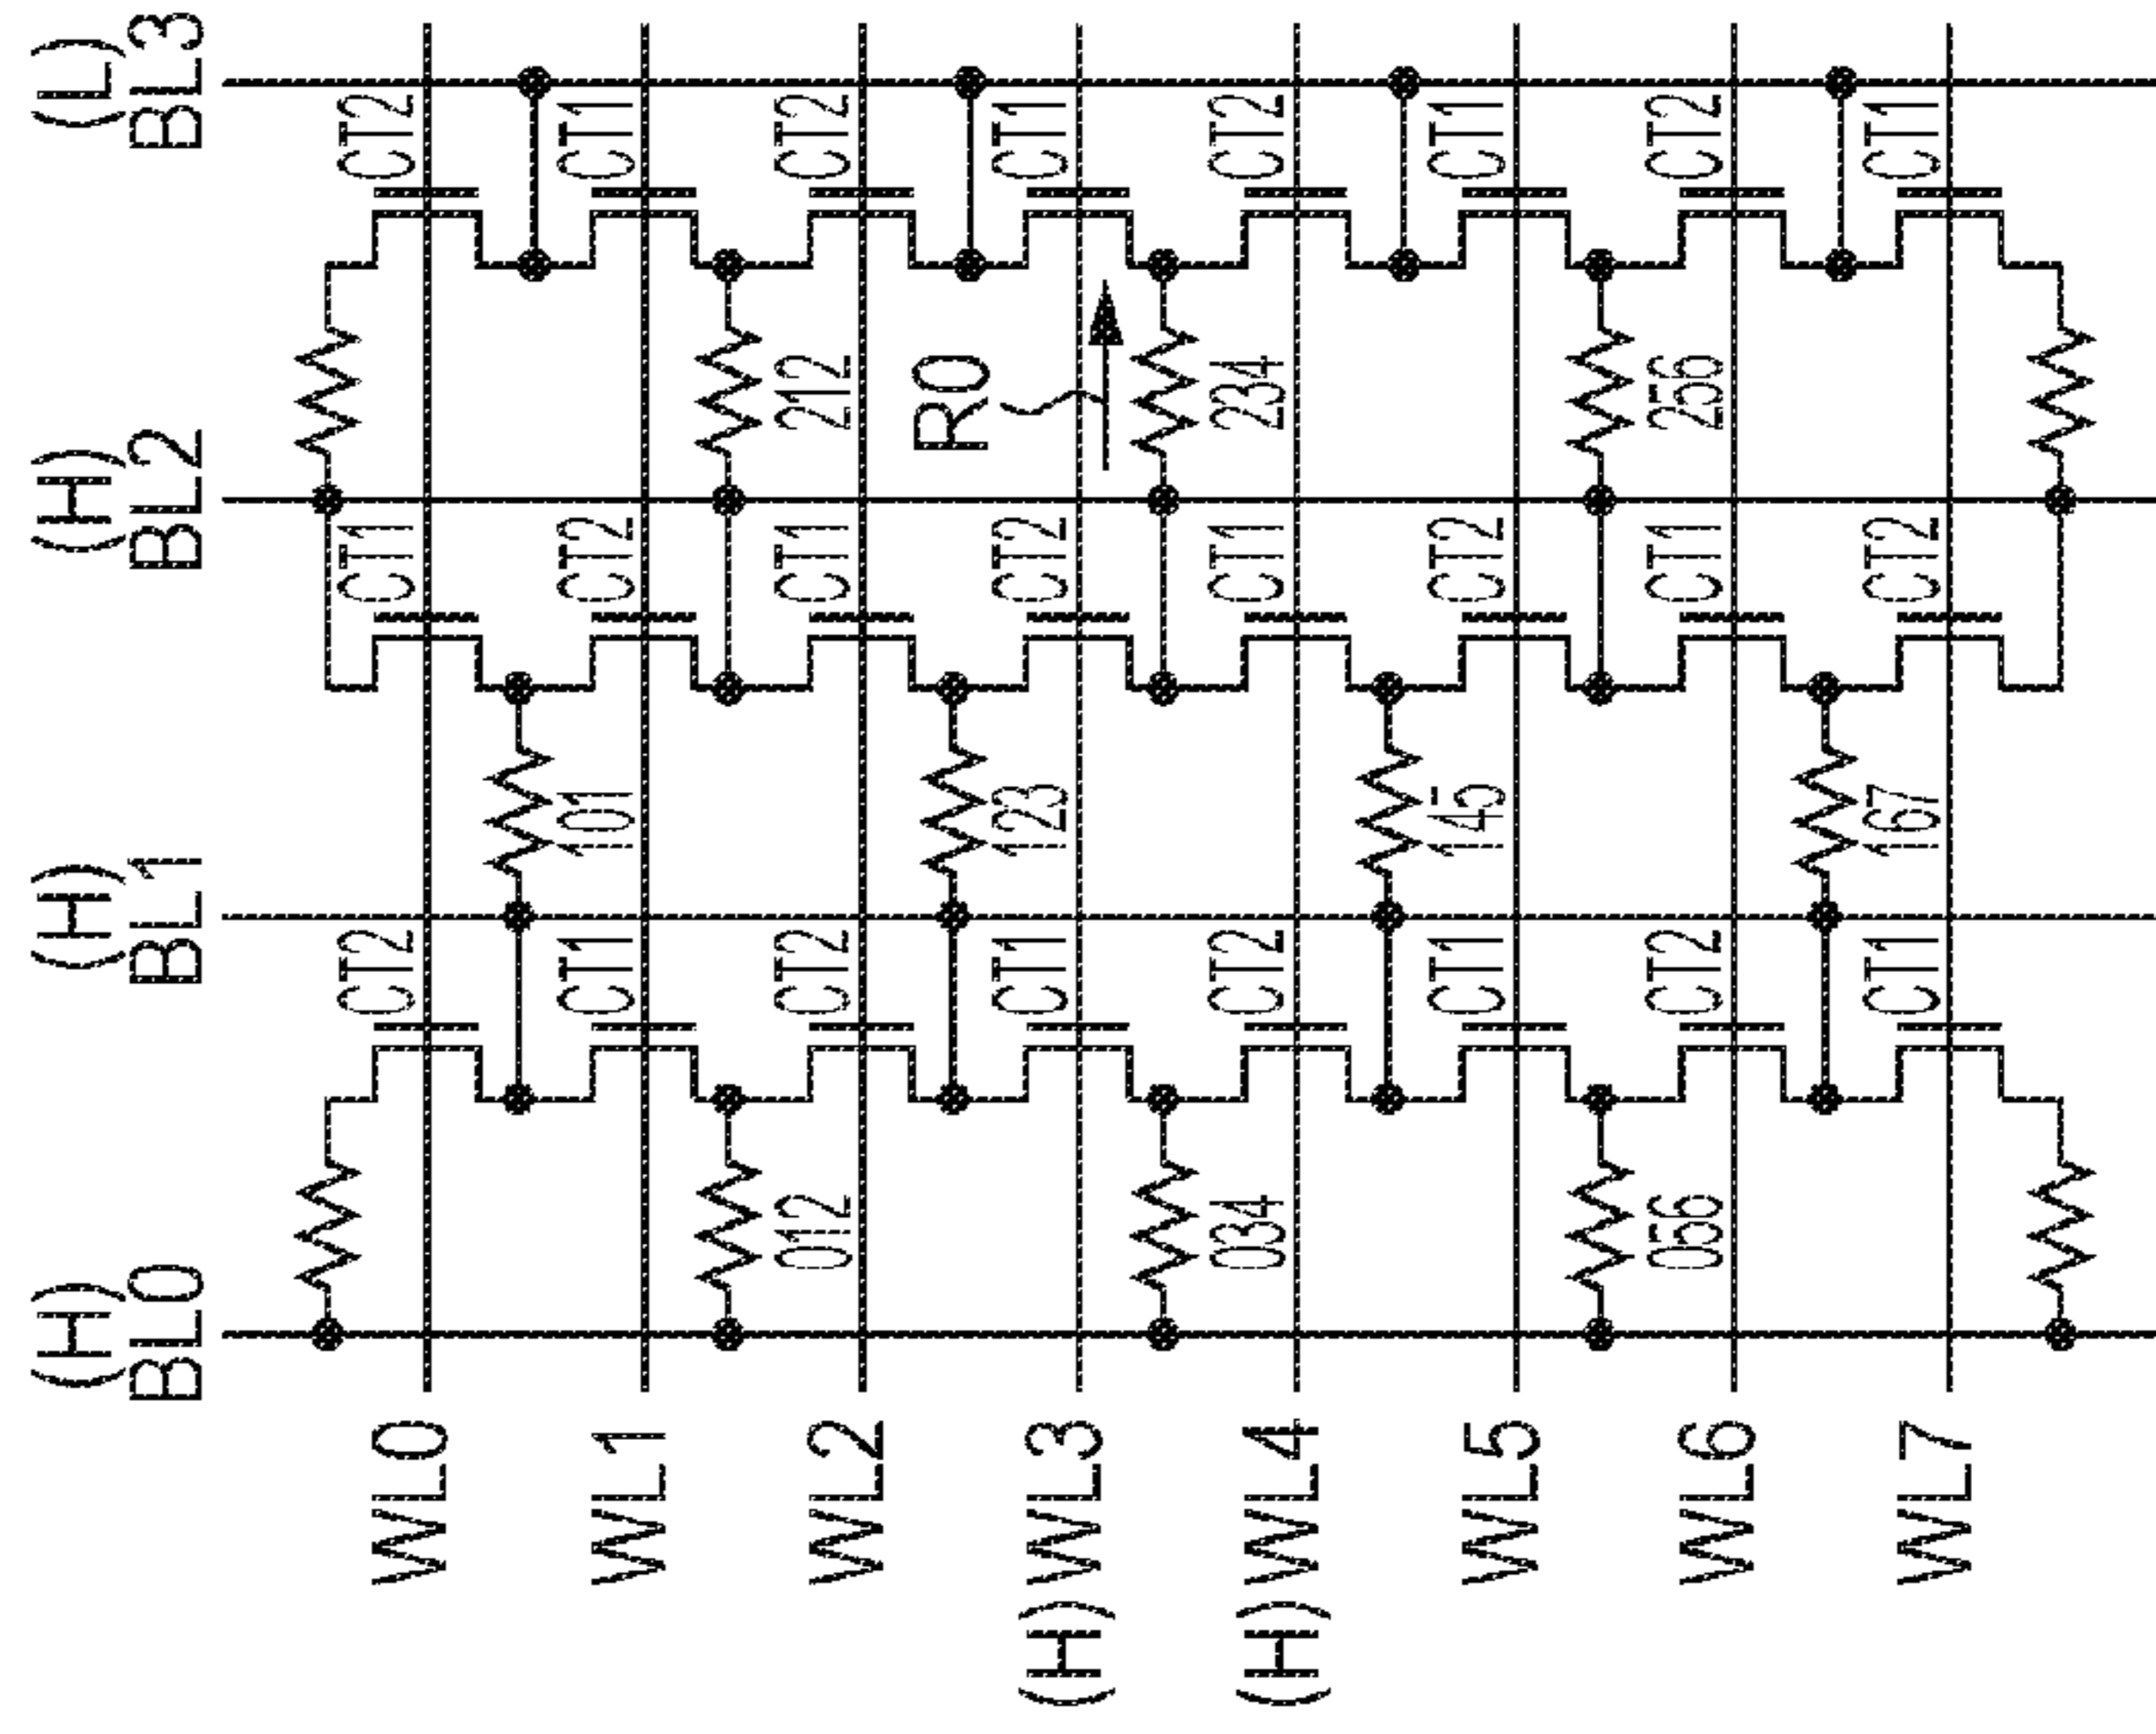 (H) (H) (H) (L)
BL0 BL1 BL2 BL3
WL0 CT2 CT1 CT2
WL1 CT1 101 CT2 CT1
WL2 012 CT2 CT1 212 CT2
R0
(H)WL3 CT1 123 CT2 CT1
(H)WL4 034 CT2 CT1 234 CT2
WL5 CT1 145 CT2 CT1
WL6 056 CT2 CT1 256 CT2
WL7 CT1 167 CT2 CT1